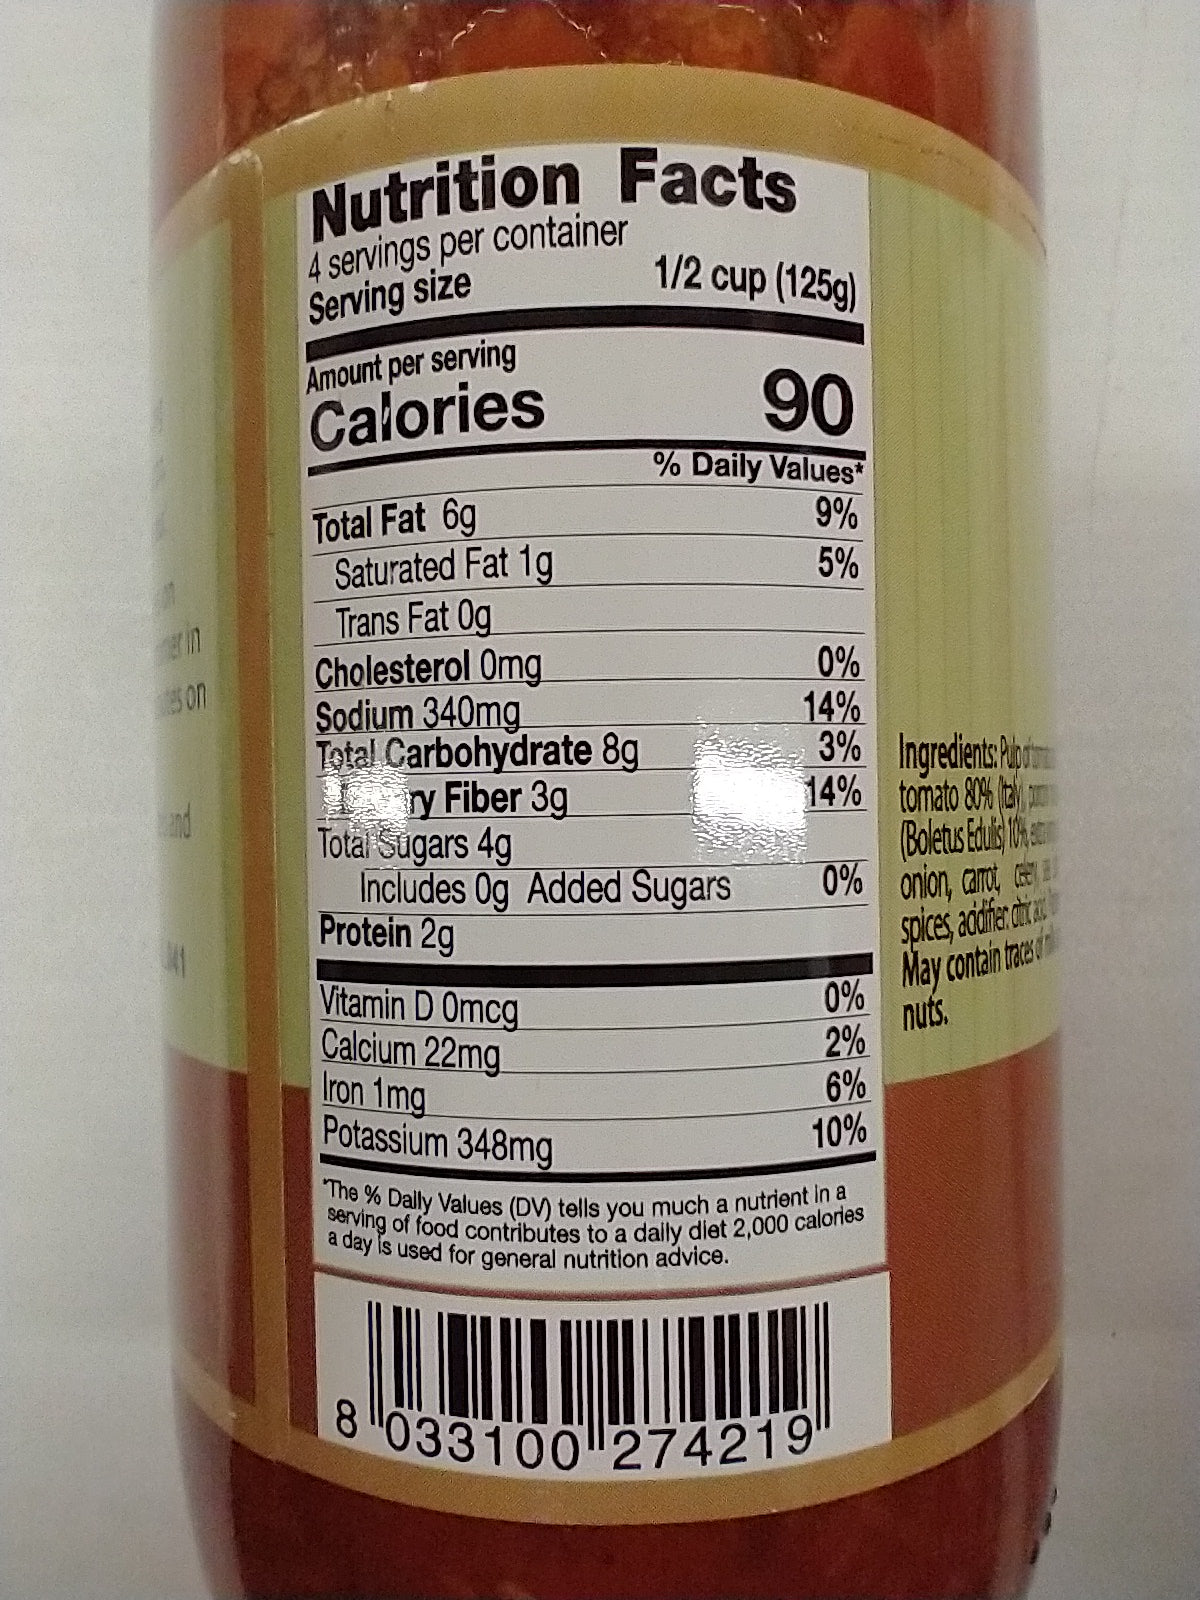 Nutrition Facts
4 servings per container
Serving size 1/2 cup (125g)
Amount per serving
Calories 90
% Daily Values*
Total Fat 6g 9%
Saturated Fat 1g 5%
Trans Fat 0g
Cholesterol 0mg 0%
Sodium 340mg 14%
Total Carbohydrate 8g 3%
Fiber 3g 14%
Total Sugars 4g
Includes 0g Added Sugars 0%
Protein 2g
Vitamin D 0mcg 0%
Calcium 22mg 2%
Iron 1mg 6%
Potassium 348mg 10%
*The % Daily Values (DV) tells you much a nutrient in a
serving of food contributes to a daily diet 2,000 calories
a day is used for general nutrition advice.
8 033100 274219
Ingredients: Pulp of
tomato 80% (Italy),
(Boletus Edulis) 10%,
onion, carrot, celery,
spices, acidifier: citric
May contain traces of
nuts.
in
on
and